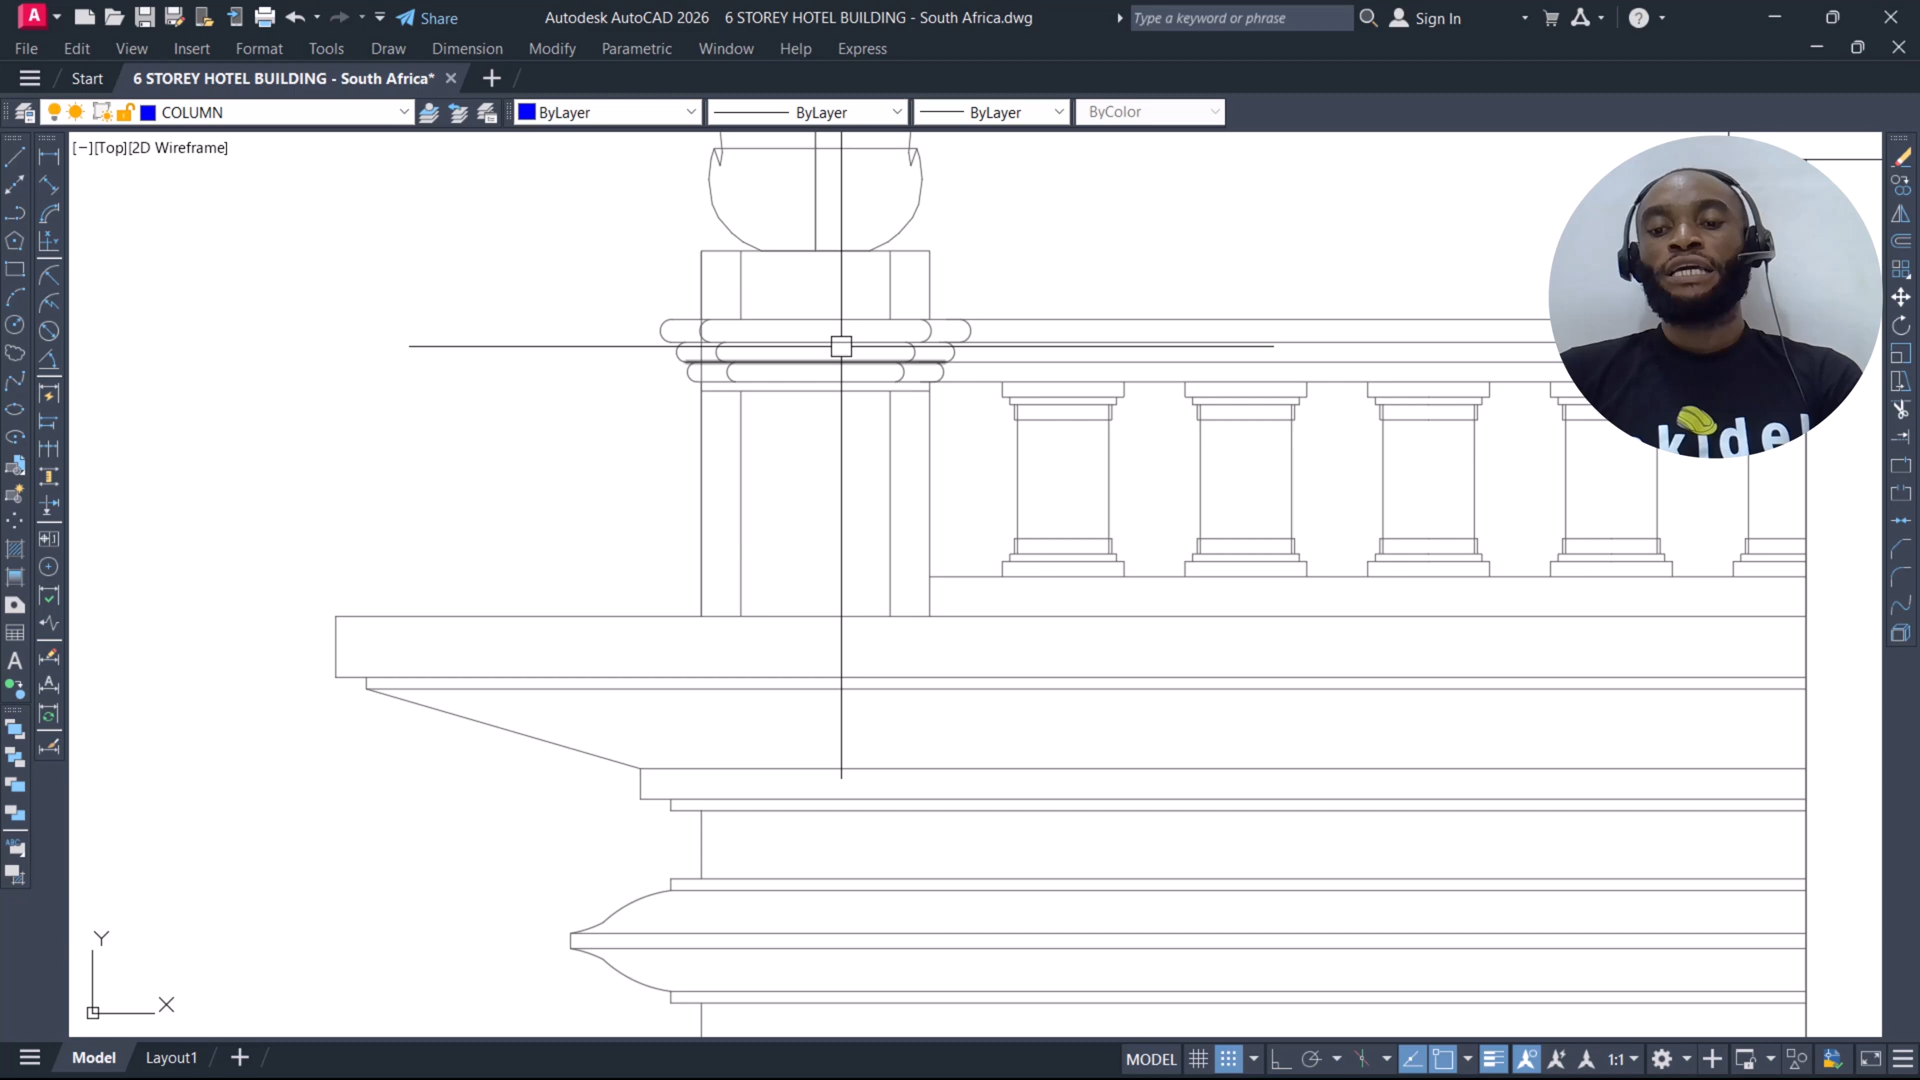 Share
Autodesk AutoCAD 2026 6 STOREY HOTEL BUILDING - South Africa.dwg
Type a keyword or phrase
Sign In
File Edit View Insert Format Tools Draw Dimension Modify Parametric Window Help Express
Start
6 STOREY HOTEL BUILDING - South Africa*
COLUMN
ByLayer
ByLayer
ByLayer
ByColor
[−][Top][2D Wireframe]
kide
Y
X
Model
Layout1
MODEL
1:1